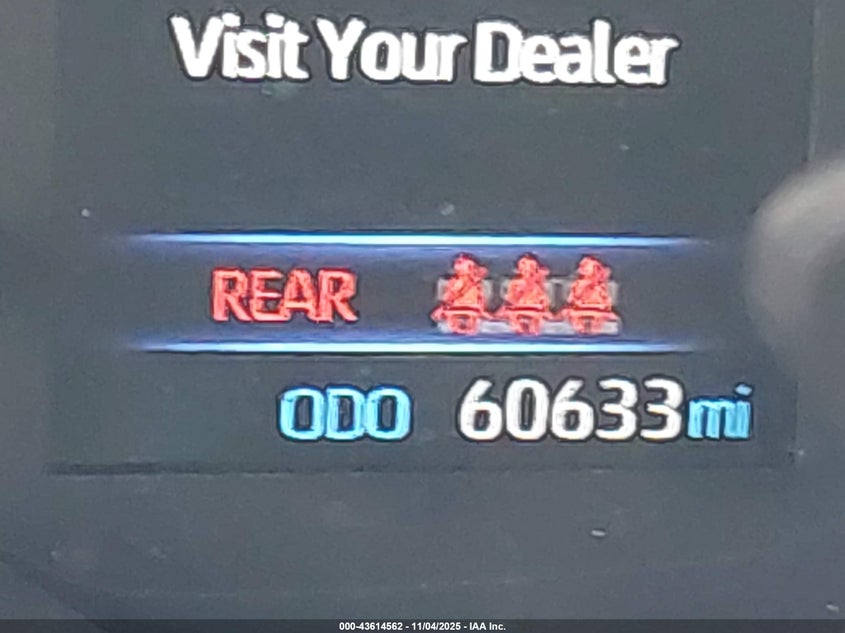 Visit Your Dealer
REAR
ODO 60633mi
000-43614562 - 11/04/2025 - IAA Inc.